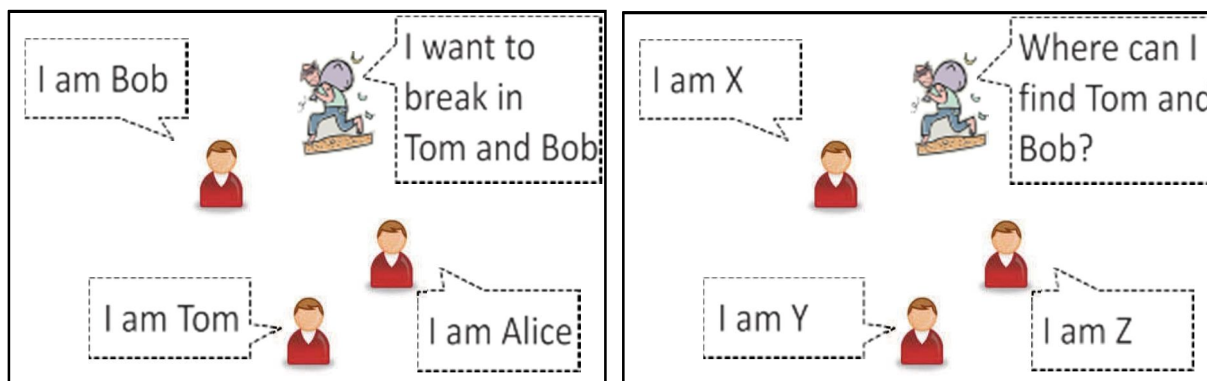 I am Bob
I want to
break in
Tom and Bob
I am Tom
I am Alice
I am X
Where can I
find Tom and
Bob?
I am Y
I am Z